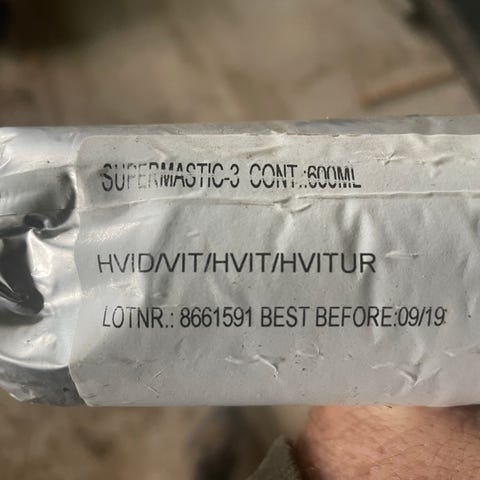 SUPERMASTIC-3 CONT.:600ML
HVID/VIT/HVIT/HVITUR
LOTNR.: 8661591 BEST BEFORE:09/19